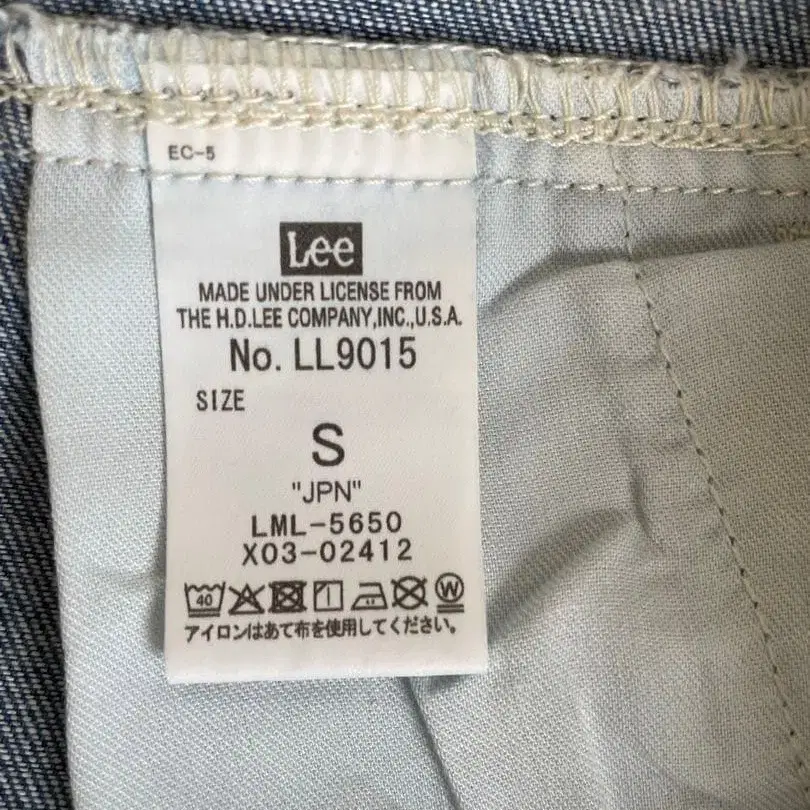 EC-5
Lee
MADE UNDER LICENSE FROM
THE H.D.LEE COMPANY,INC.,U.S.A.
No. LL9015
SIZE
S
"JPN"
LML-5650
X03-02412
40 W
アイロンはあて布を使用してください。